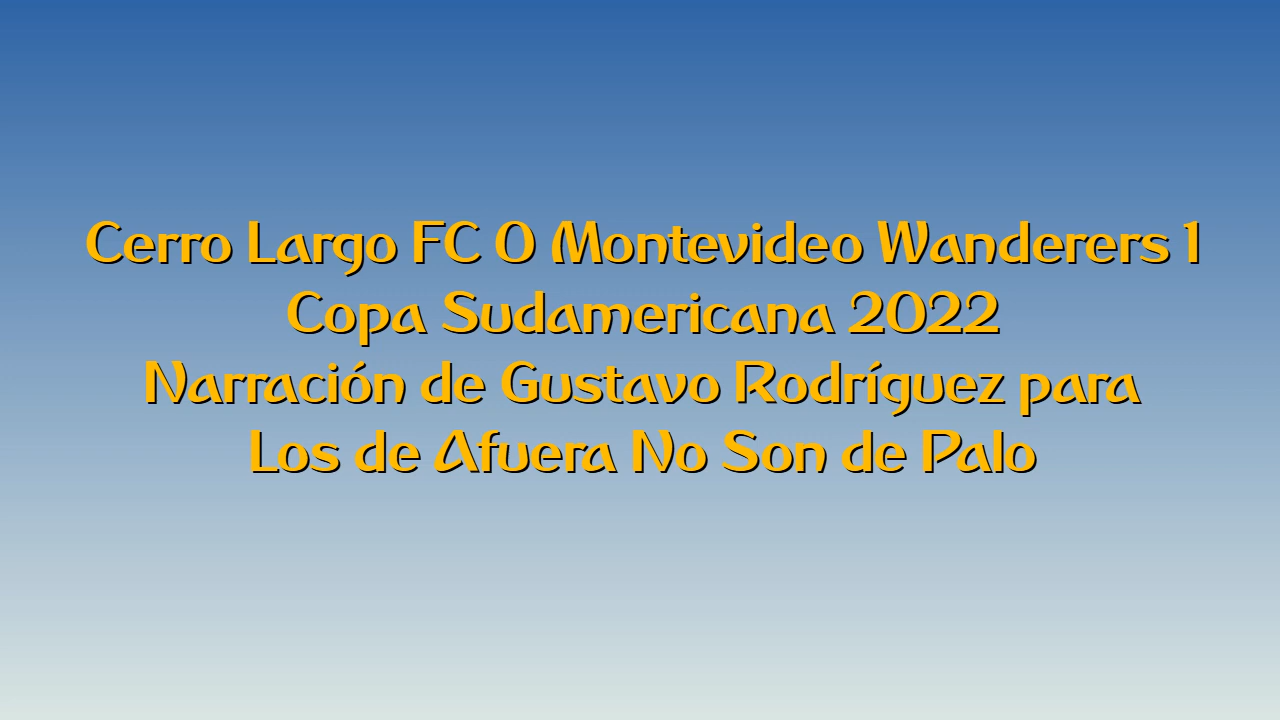 Cerro Largo FC 0 Montevideo Wanderers 1
Copa Sudamericana 2022
Narración de Gustavo Rodríguez para
Los de Afuera No Son de Palo